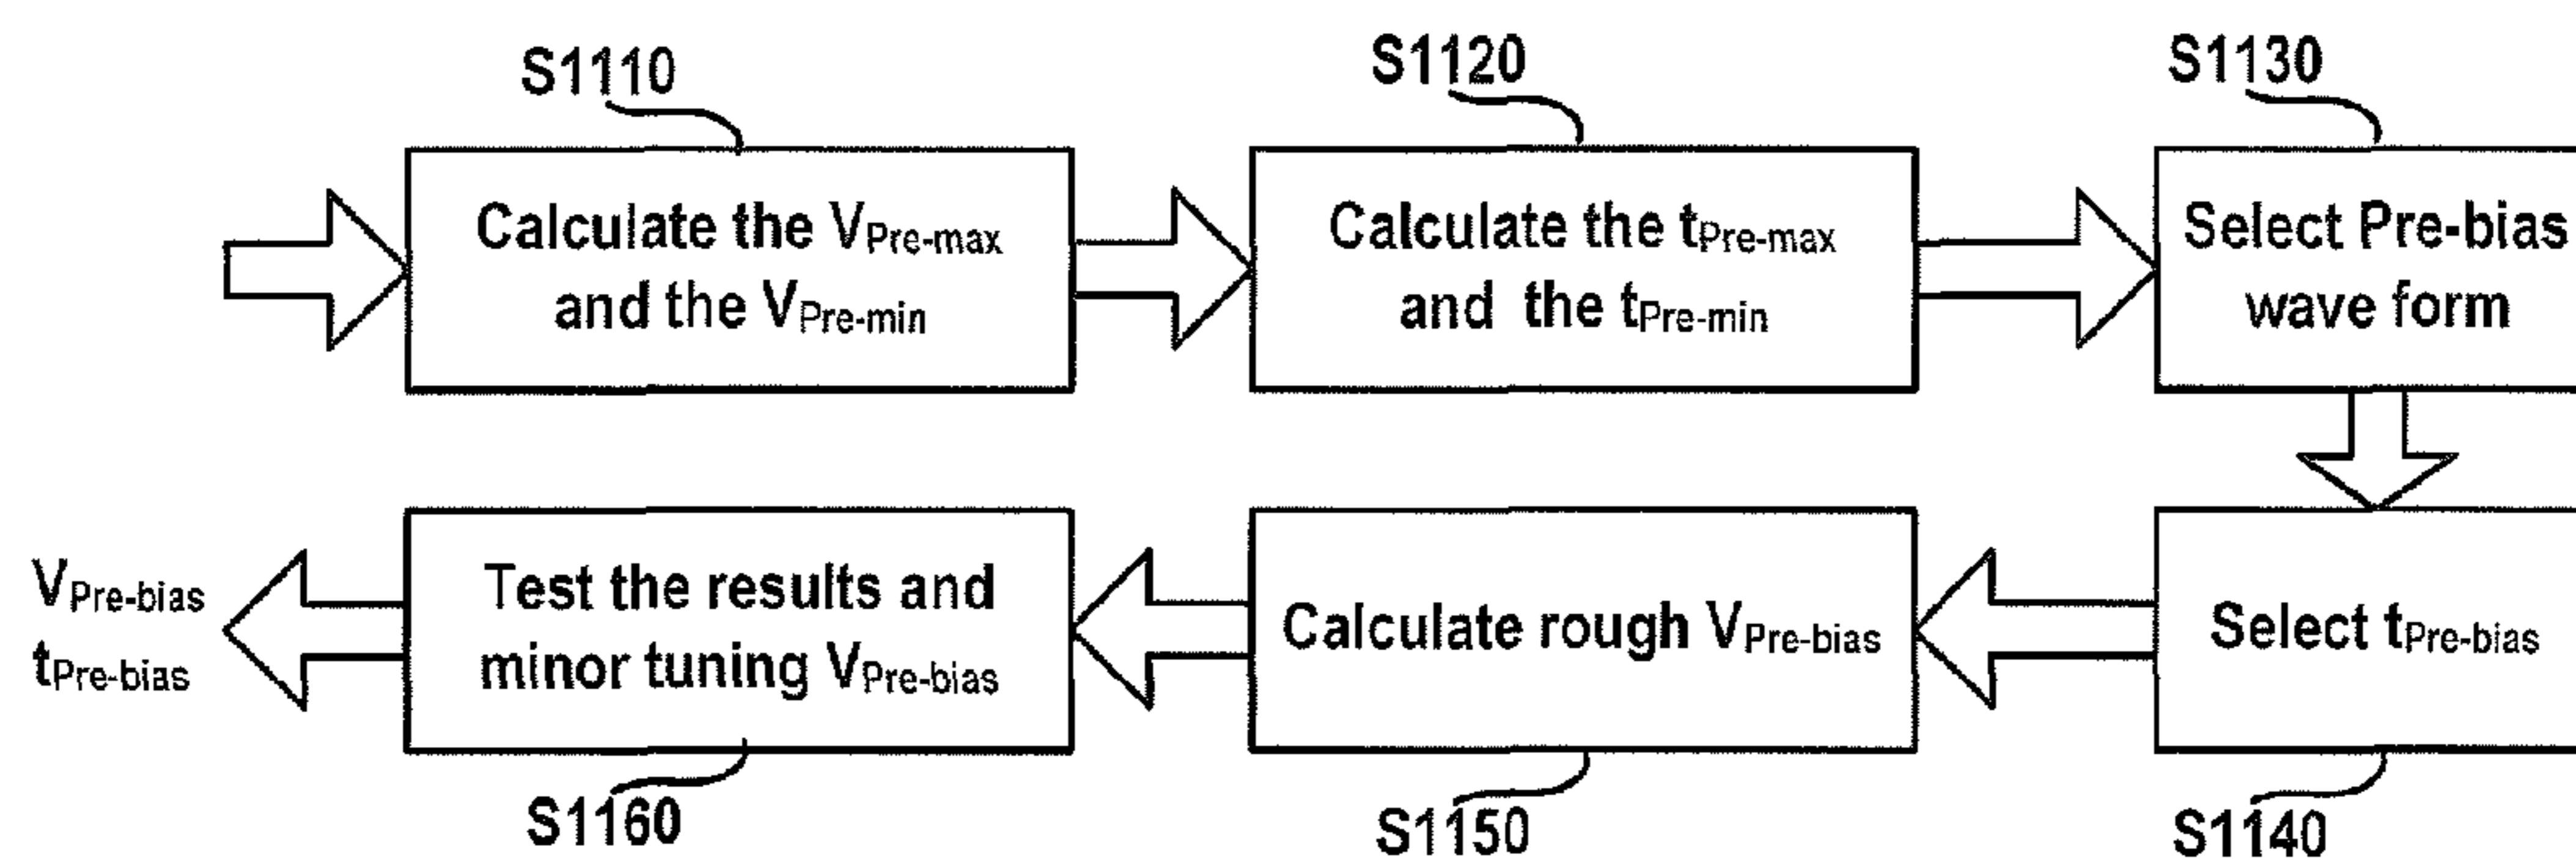 S1110
S1120
S1130
Calculate the VPre-max
and the VPre-min
Calculate the tPre-max
and the tPre-min
Select Pre-bias
wave form
VPre-bias
tPre-bias
Test the results and
minor tuning VPre-bias
Calculate rough VPre-bias
Select tPre-bias
S1160
S1150
S1140